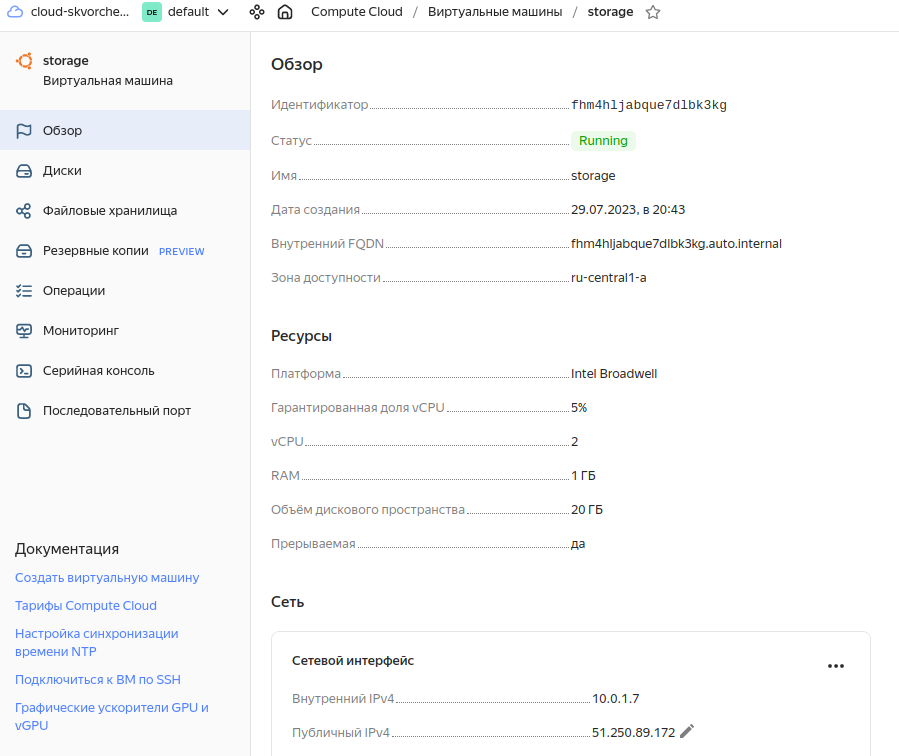 cloud-skvorche... DE default Compute Cloud / Виртуальные машины / storage
storage
Виртуальная машина
Обзор
Диски
Файловые хранилища
Резервные копии PREVIEW
Операции
Мониторинг
Серийная консоль
Последовательный порт
Документация
Создать виртуальную машину
Тарифы Compute Cloud
Настройка синхронизации
времени NTP
Подключиться к ВМ по SSH
Графические ускорители GPU и
vGPU
Обзор
Идентификатор fhm4hljabque7dlbk3kg
Статус Running
Имя storage
Дата создания 29.07.2023, в 20:43
Внутренний FQDN fhm4hljabque7dlbk3kg.auto.internal
Зона доступности ru-central1-a
Ресурсы
Платформа Intel Broadwell
Гарантированная доля vCPU 5%
vCPU 2
RAM 1 ГБ
Объём дискового пространства 20 ГБ
Прерываемая да
Сеть
Сетевой интерфейс
Внутренний IPv4 10.0.1.7
Публичный IPv4 51.250.89.172